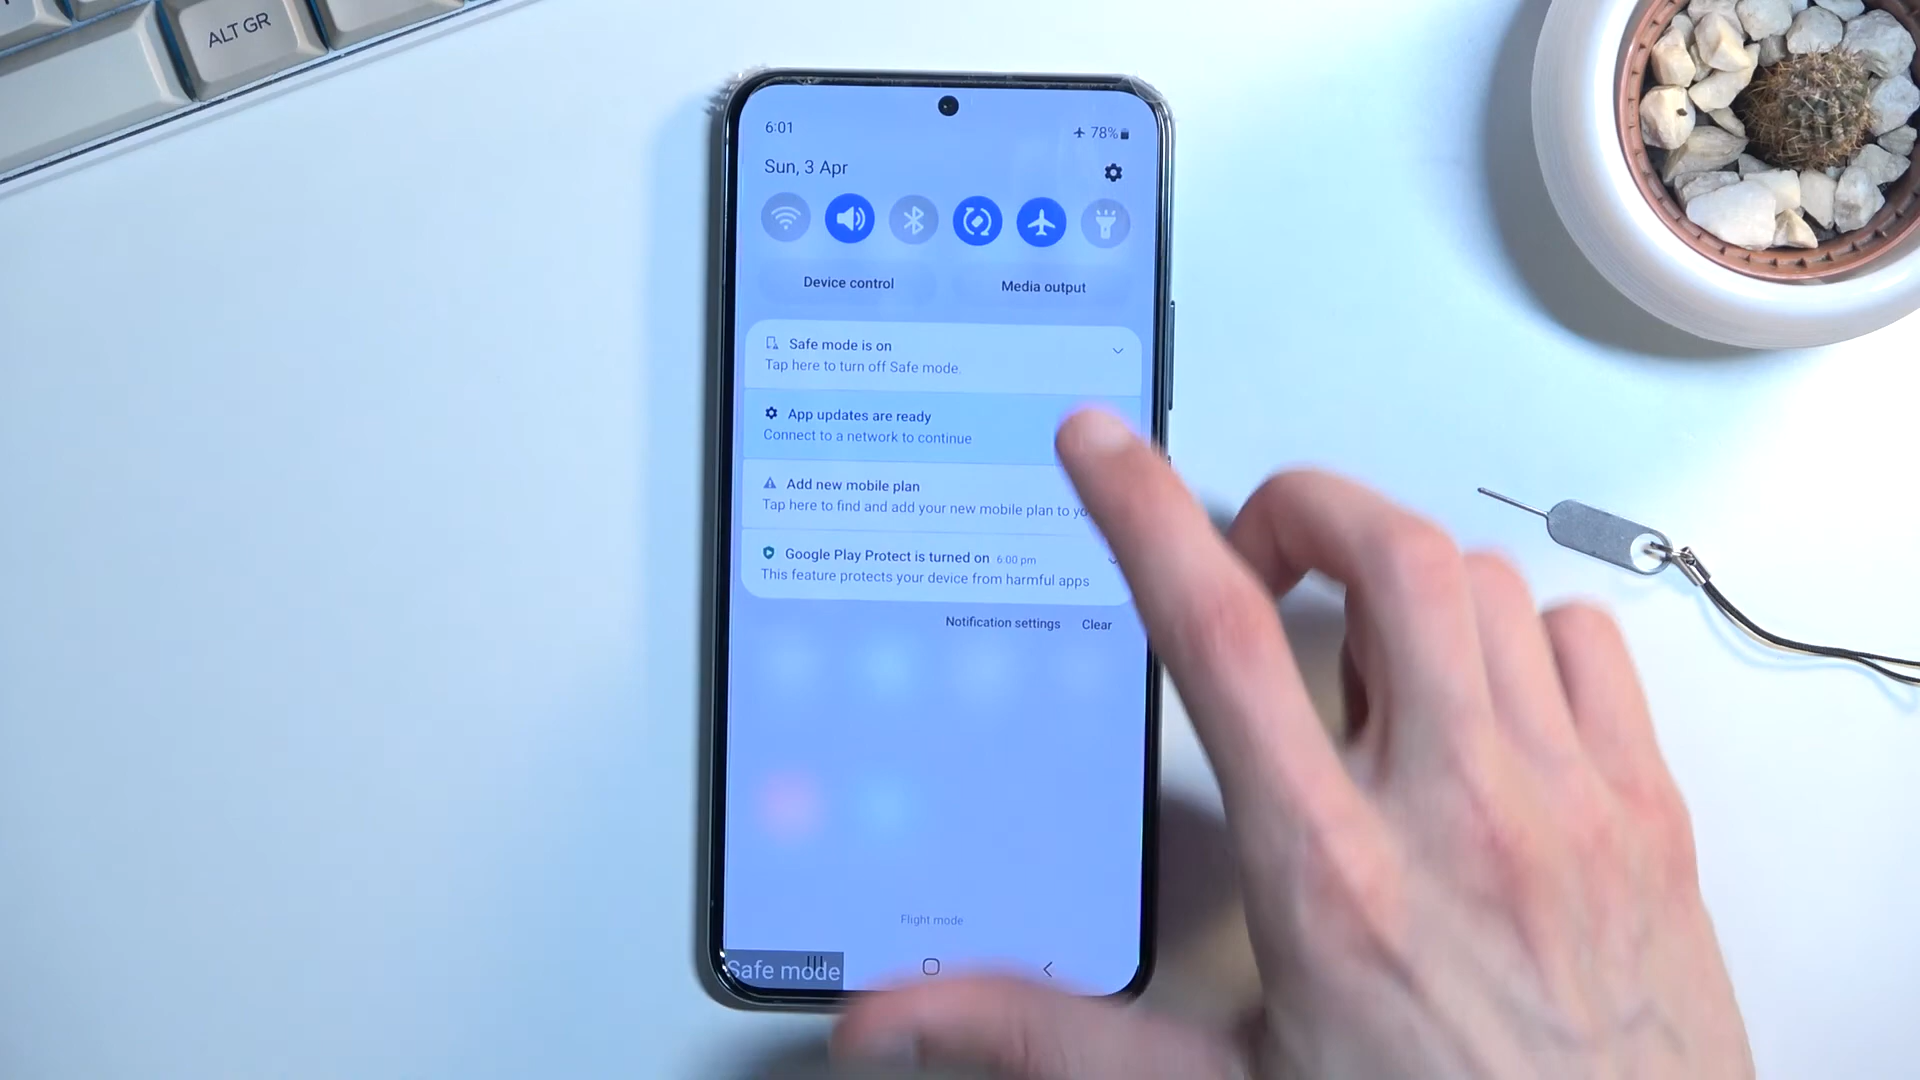 ALT GR
6:01
78%
Sun, 3 Apr
Device control
Media output
Safe mode is on
Tap here to turn off Safe mode.
App updates are ready
Connect to a network to continue
Add new mobile plan
Tap here to find and add your new mobile plan to
Google Play Protect is turned on 6:00 pm
This feature protects your device from harmful apps
Notification settings
Clear
Flight mode
Safe mode